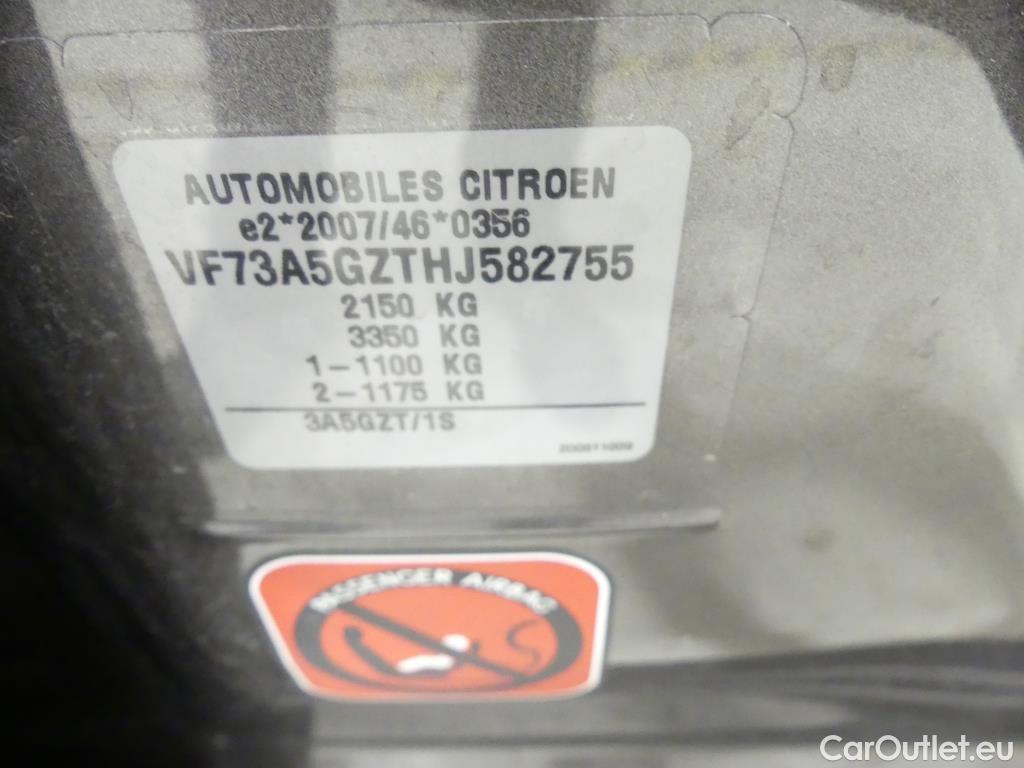 AUTOMOBILES CITROEN
e2*2007/46*0356
VF73A5GZTHJ582755
2150 KG
3350 KG
1-1100 KG
2-1175 KG
3A5GZT/1S
PASSENGER AIRBAG
CarOutlet.eu